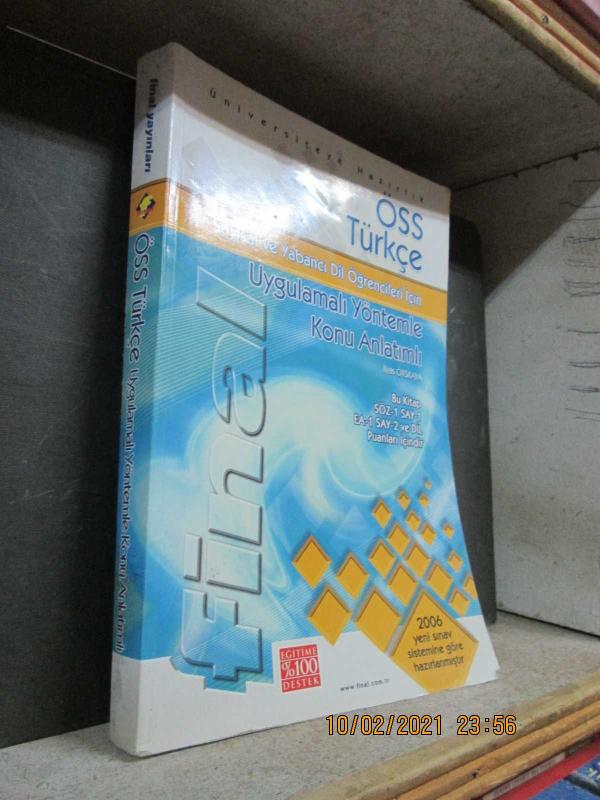 final yayınları
ÖSS Türkçe Uygulamalı Yöntemle Konu Anlatımlı
Üniversiteye Hazırlık
ÖSS
Türkçe
ve Yabancı Dil Öğrencileri İçin
Uygulamalı Yöntemle
Konu Anlatımlı
Bu Kitap
SÖZ-1 SAY-1
EA-1 SAY-2 ve DİL
Puanları İçindir
final
2006
yeni sınav
sistemine göre
hazırlanmıştır
EĞİTİME
%100
DESTEK
www.final.com.tr
10/02/2021 23:56